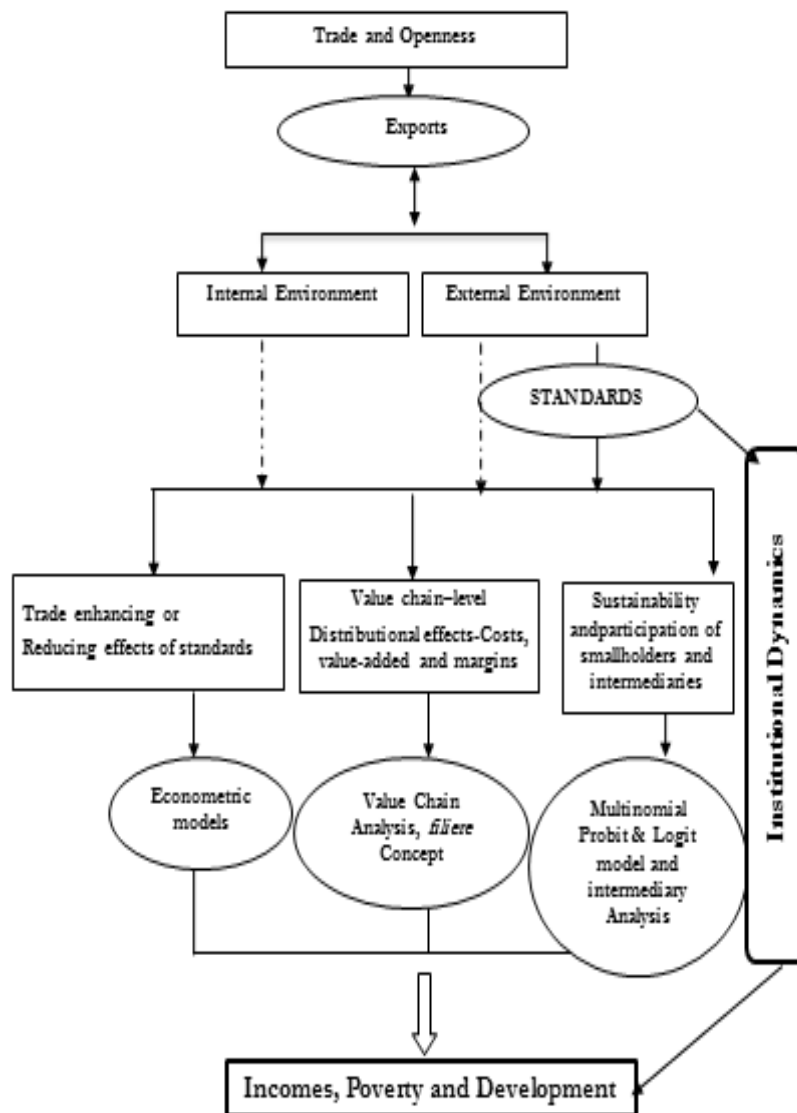 Trade and Openness
Exports
Internal Environment
External Environment
STANDARDS
Trade enhancing or
Reducing effects of standards
Value chain–level
Distributional effects-Costs,
value-added and margins
Sustainability
andparticipation of
smallholders and
intermediaries
Institutional Dynamics
Econometric
models
Value Chain
Analysis, filiere
Concept
Multinomial
Probit & Logit
model and
intermediary
Analysis
Incomes, Poverty and Development